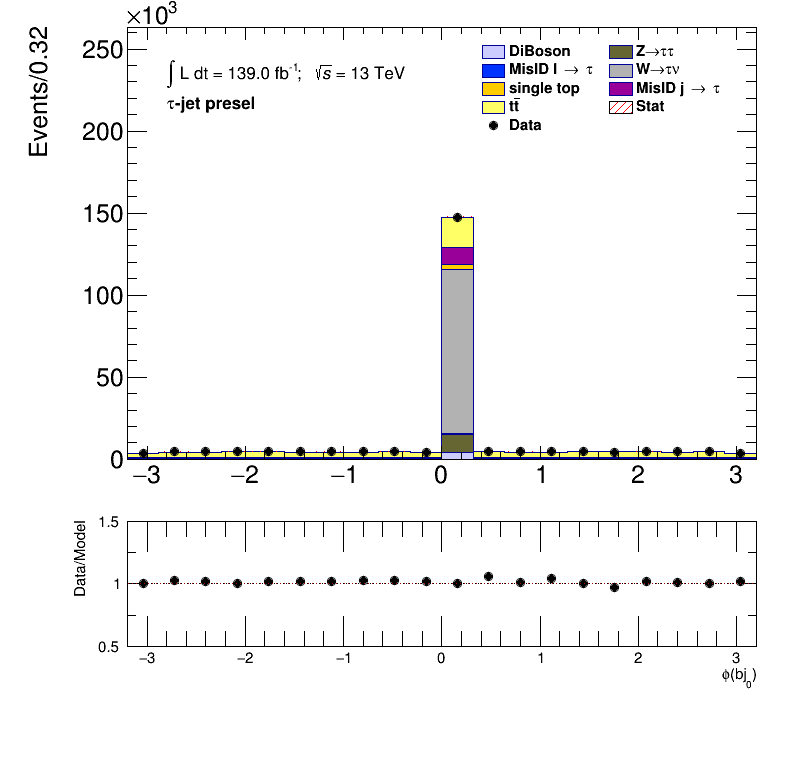 ×10³
Events/0.32
250
200
150
100
50
0
∫ L dt = 139.0 fb⁻¹; √s = 13 TeV
τ-jet presel
DiBoson
MisID l → τ
single top
tt̄
Data
Z→ττ
W→τν
MisID j → τ
Stat
−3 −2 −1 0 1 2 3
Data/Model
1.5
1
0.5
−3 −2 −1 0 1 2 3
ϕ(bj₀)